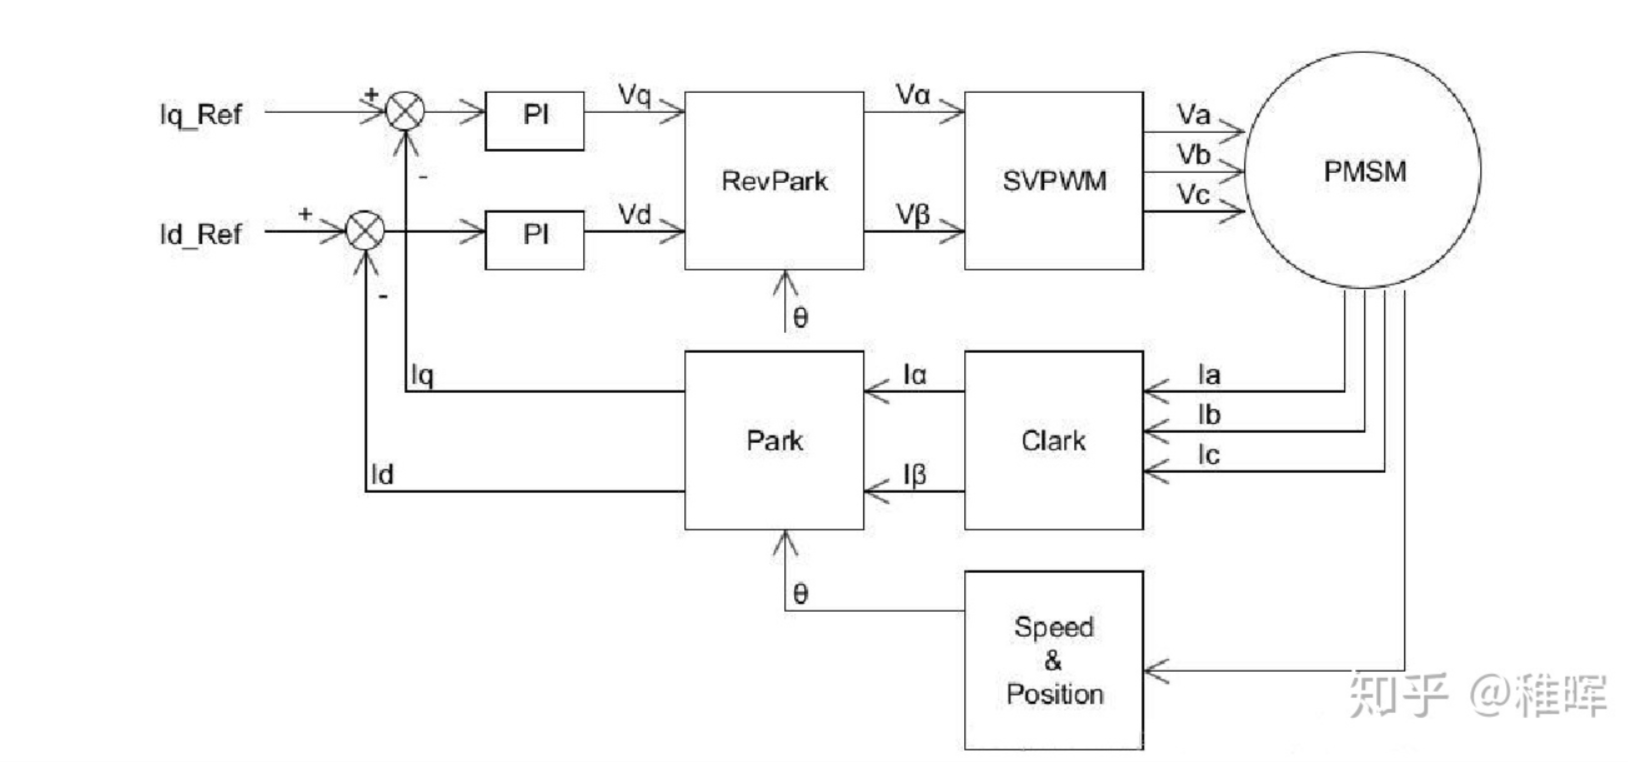 Iq_Ref
+
-
PI
Vq
RevPark
Vα
SVPWM
Va
Vb
Vc
PMSM
Id_Ref
+
-
PI
Vd
Vβ
θ
Iq
Id
Park
Iα
Iβ
Clark
Ia
Ib
Ic
θ
Speed
&
Position
知乎 @稚晖